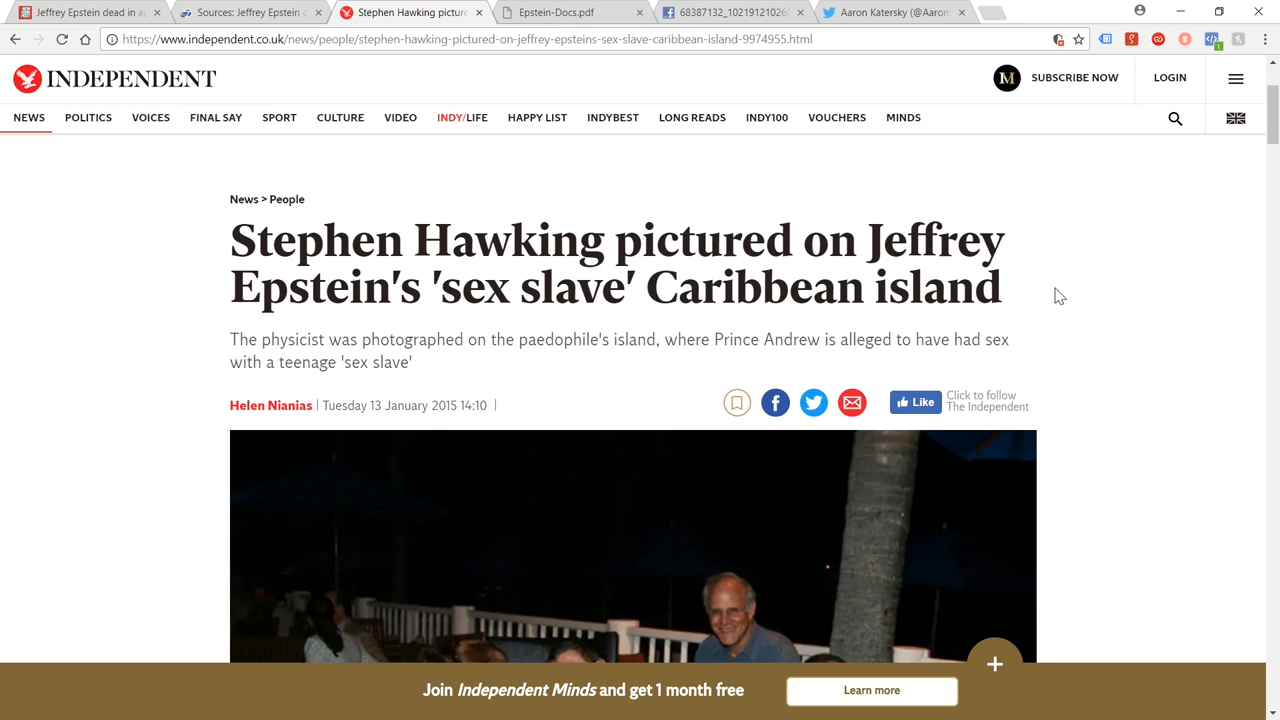 Jeffrey Epstein dead in ap
Sources: Jeffrey Epstein c
Stephen Hawking picture
Epstein-Docs.pdf
68387132_1021912102
Aaron Katersky (@Aaron
https://www.independent.co.uk/news/people/stephen-hawking-pictured-on-jeffrey-epsteins-sex-slave-caribbean-island-9974955.html
INDEPENDENT
M
SUBSCRIBE NOW
LOGIN
NEWS POLITICS VOICES FINAL SAY SPORT CULTURE VIDEO INDY/LIFE HAPPY LIST INDYBEST LONG READS INDY100 VOUCHERS MINDS
News > People
Stephen Hawking pictured on Jeffrey
Epstein's 'sex slave' Caribbean island
The physicist was photographed on the paedophile's island, where Prince Andrew is alleged to have had sex
with a teenage 'sex slave'
Helen Nianias | Tuesday 13 January 2015 14:10 |
Like
Click to follow
The Independent
Join Independent Minds and get 1 month free
Learn more